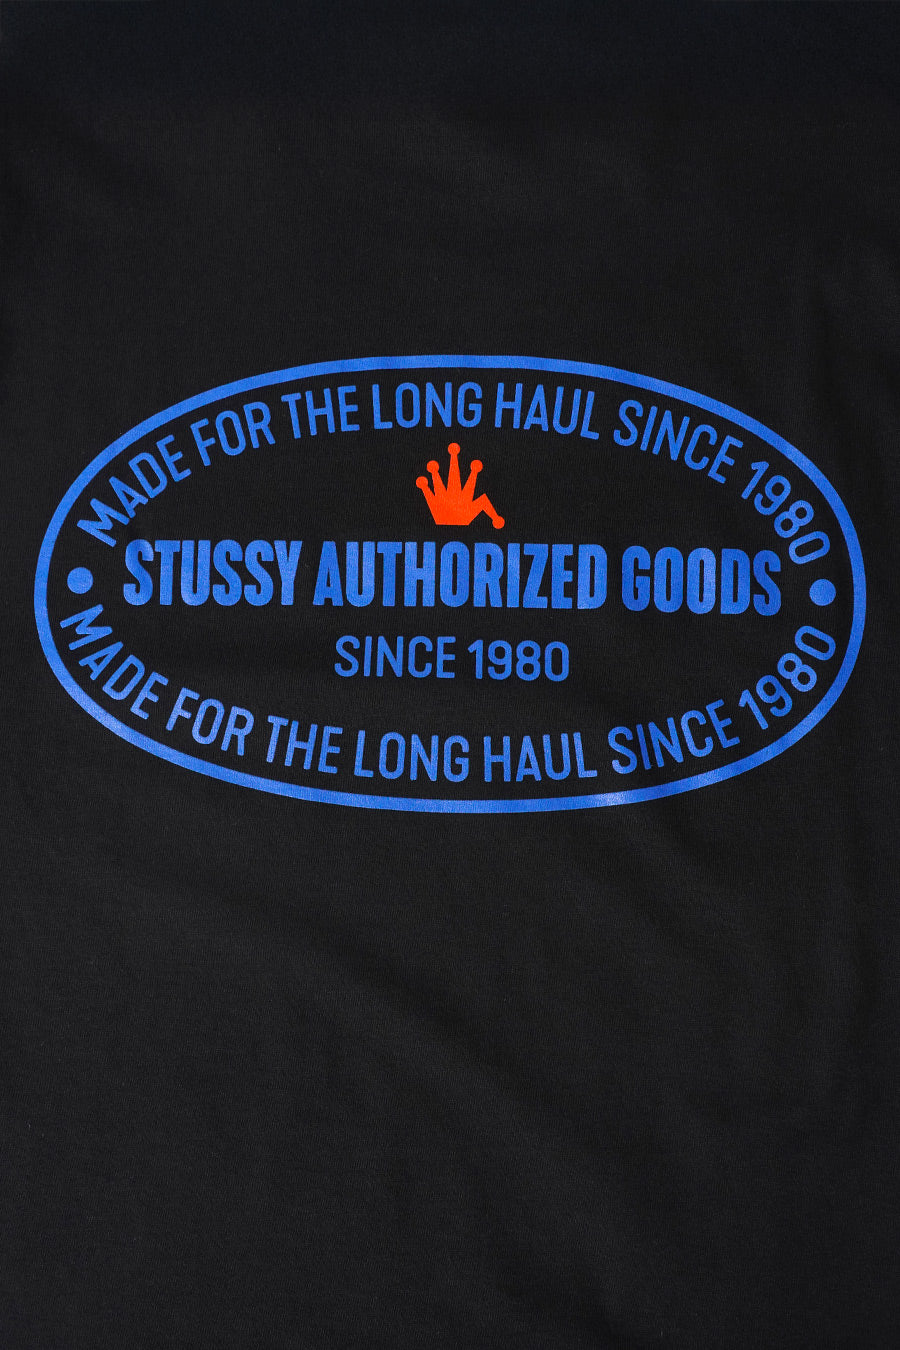 MADE FOR THE LONG HAUL SINCE 1980
STUSSY AUTHORIZED GOODS
SINCE 1980
MADE FOR THE LONG HAUL SINCE 1980